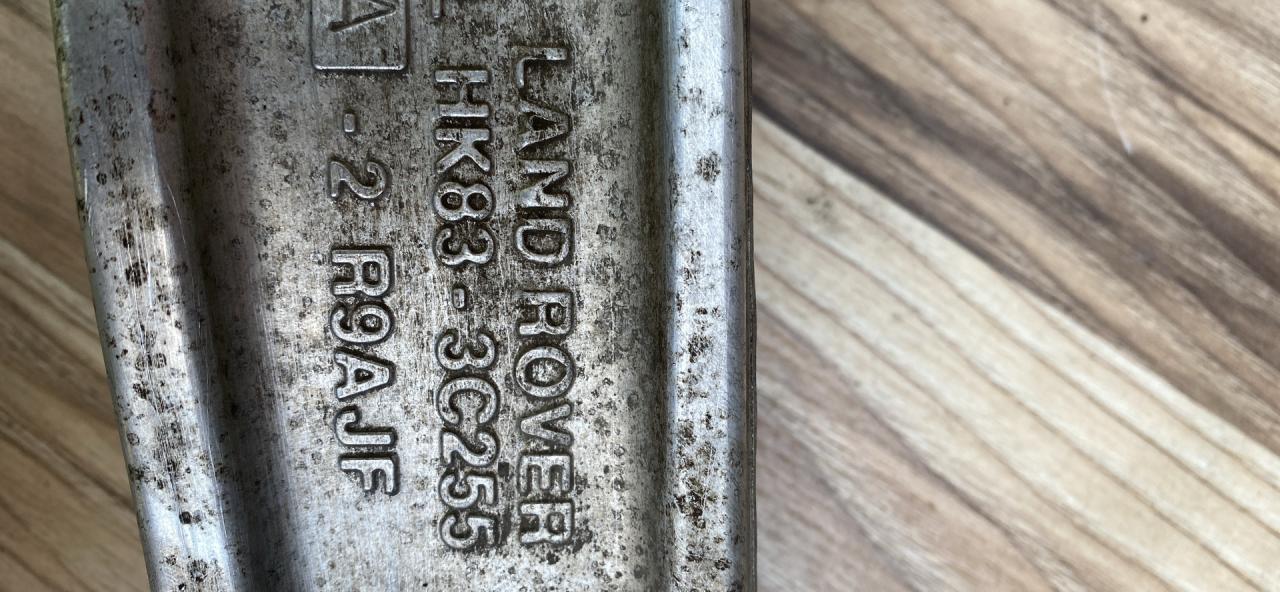 LAND ROVER
HK83-3C255
A -2 R9AJF